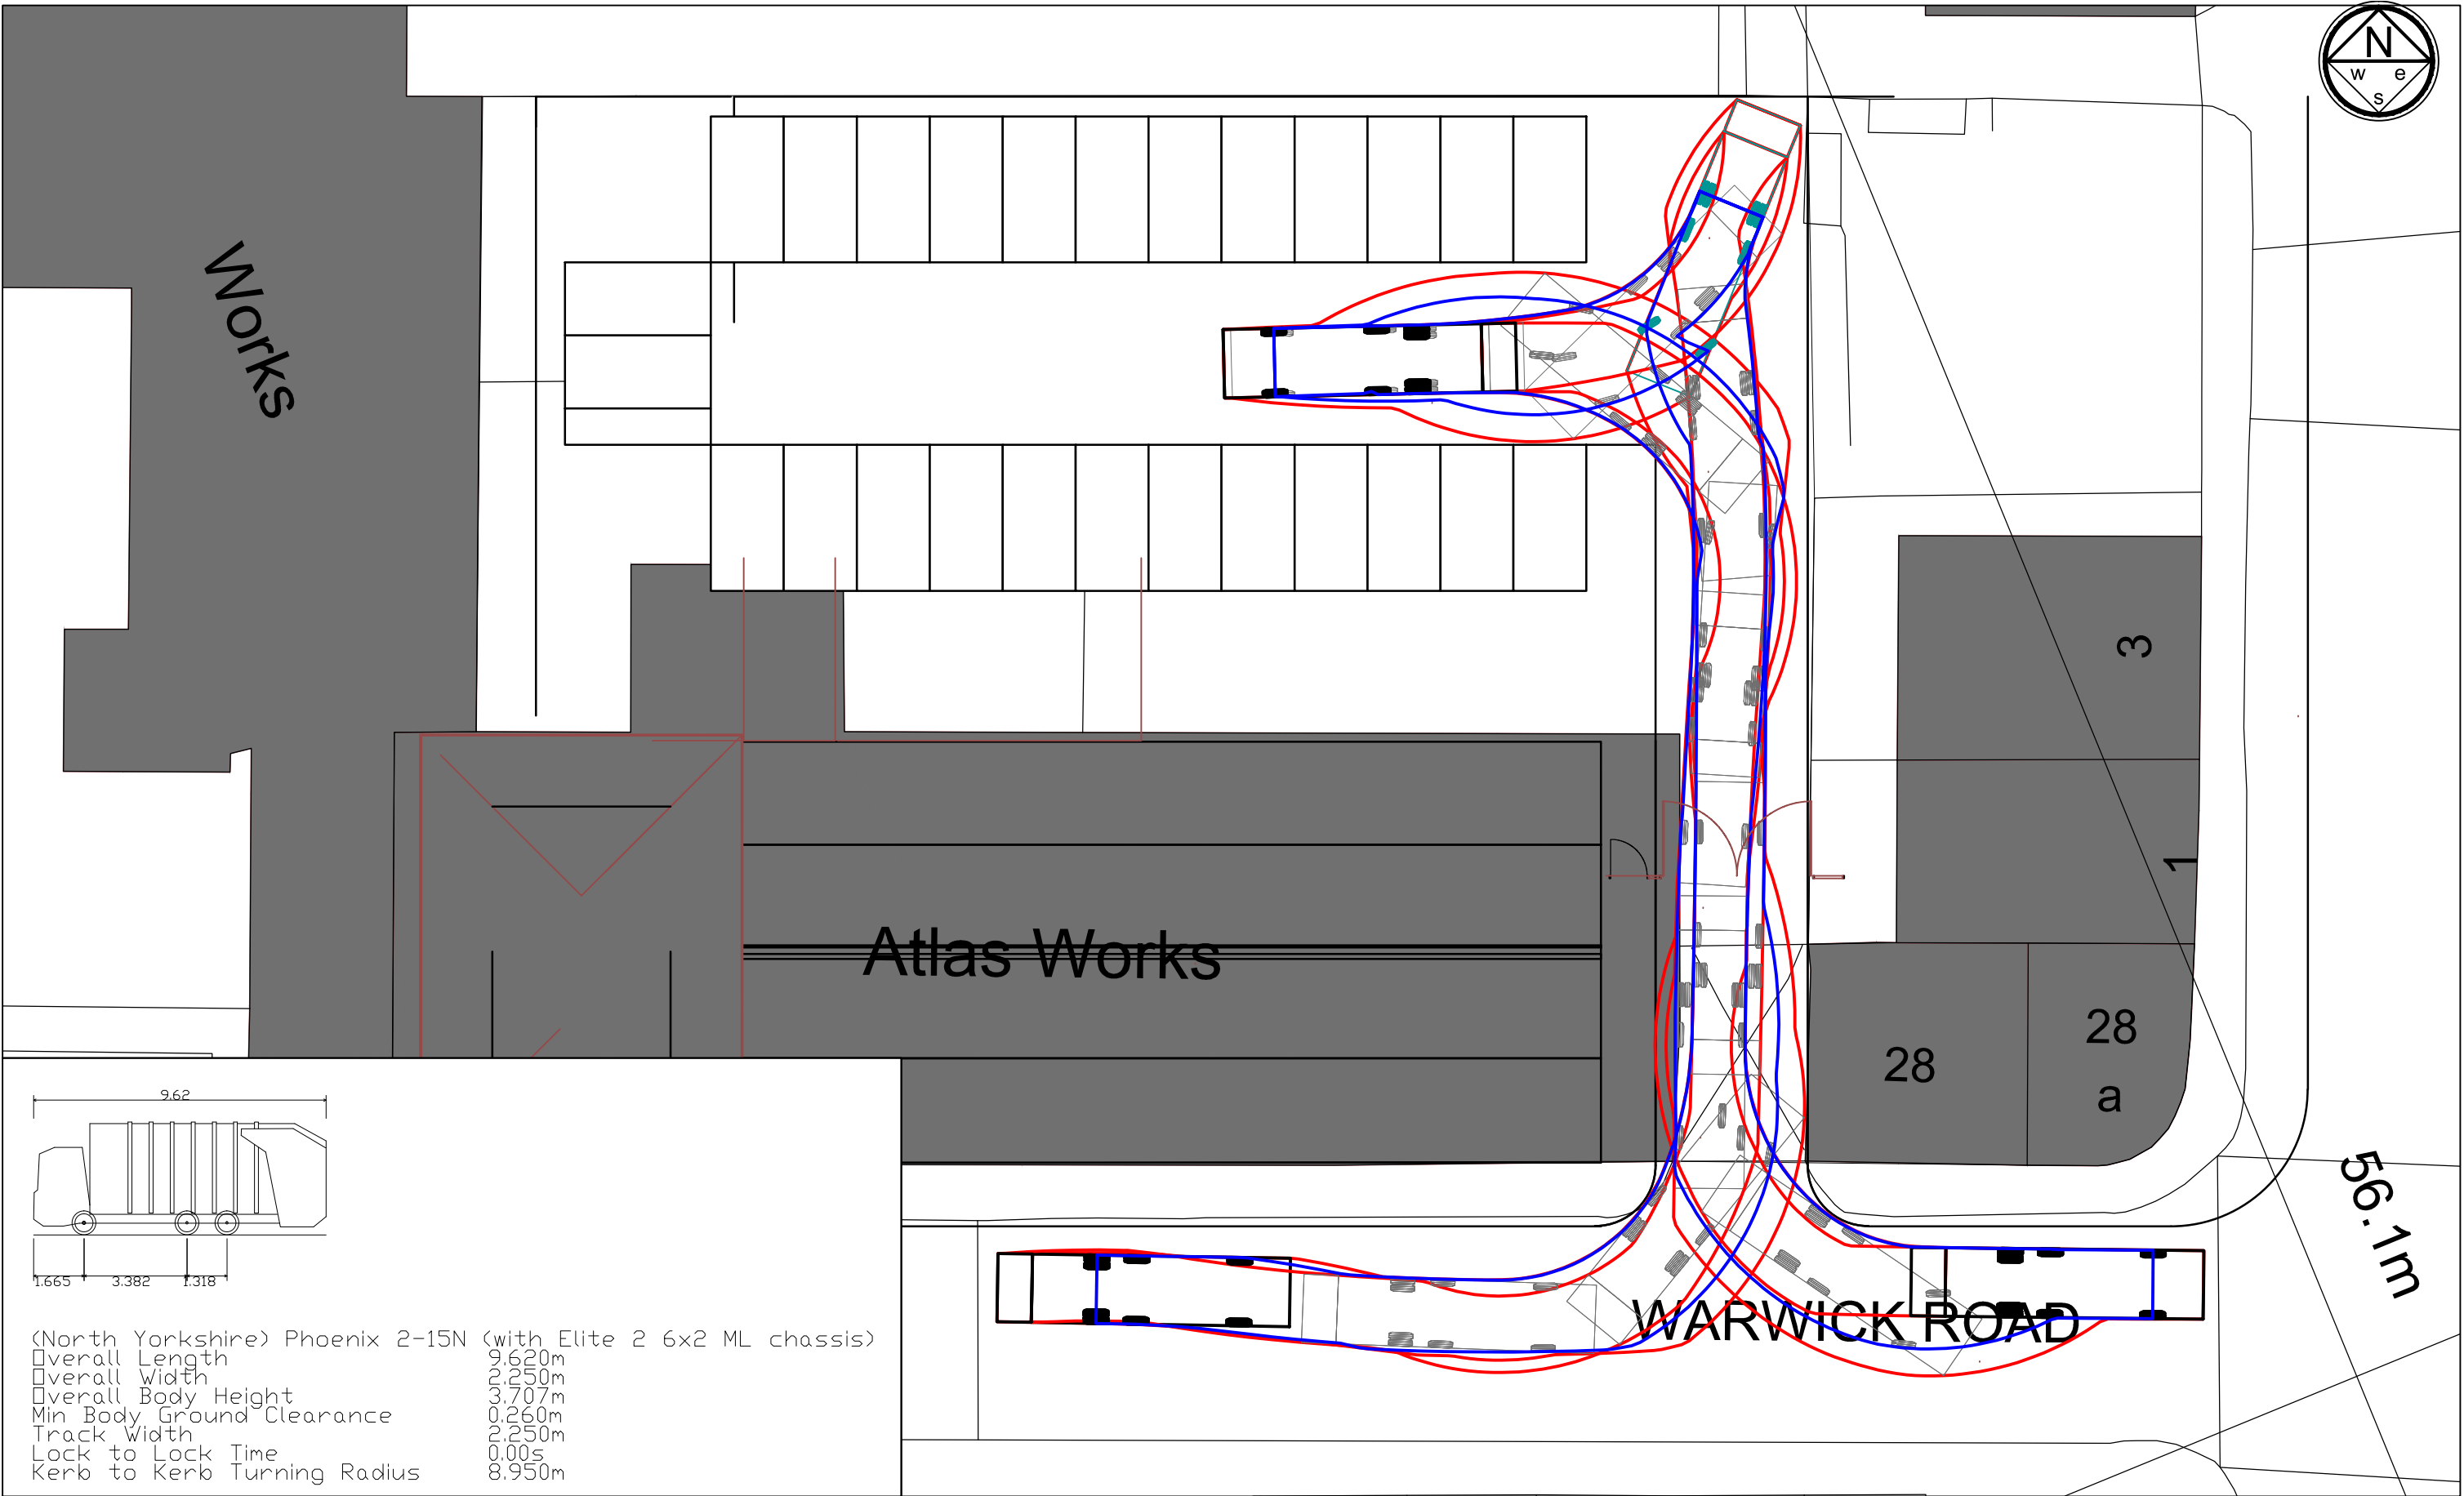 N
w e
s
Works
3
1
Atlas Works
28
28
a
56.1m
WARWICK ROAD
9.62
1.665 3.382 1.318
(North Yorkshire) Phoenix 2-15N (with Elite 2 6x2 ML chassis)
□verall Length 9.620m
□verall Width 2.250m
□verall Body Height 3.707m
Min Body Ground Clearance 0.260m
Track Width 2.250m
Lock to Lock Time 0.00s
Kerb to Kerb Turning Radius 8.950m